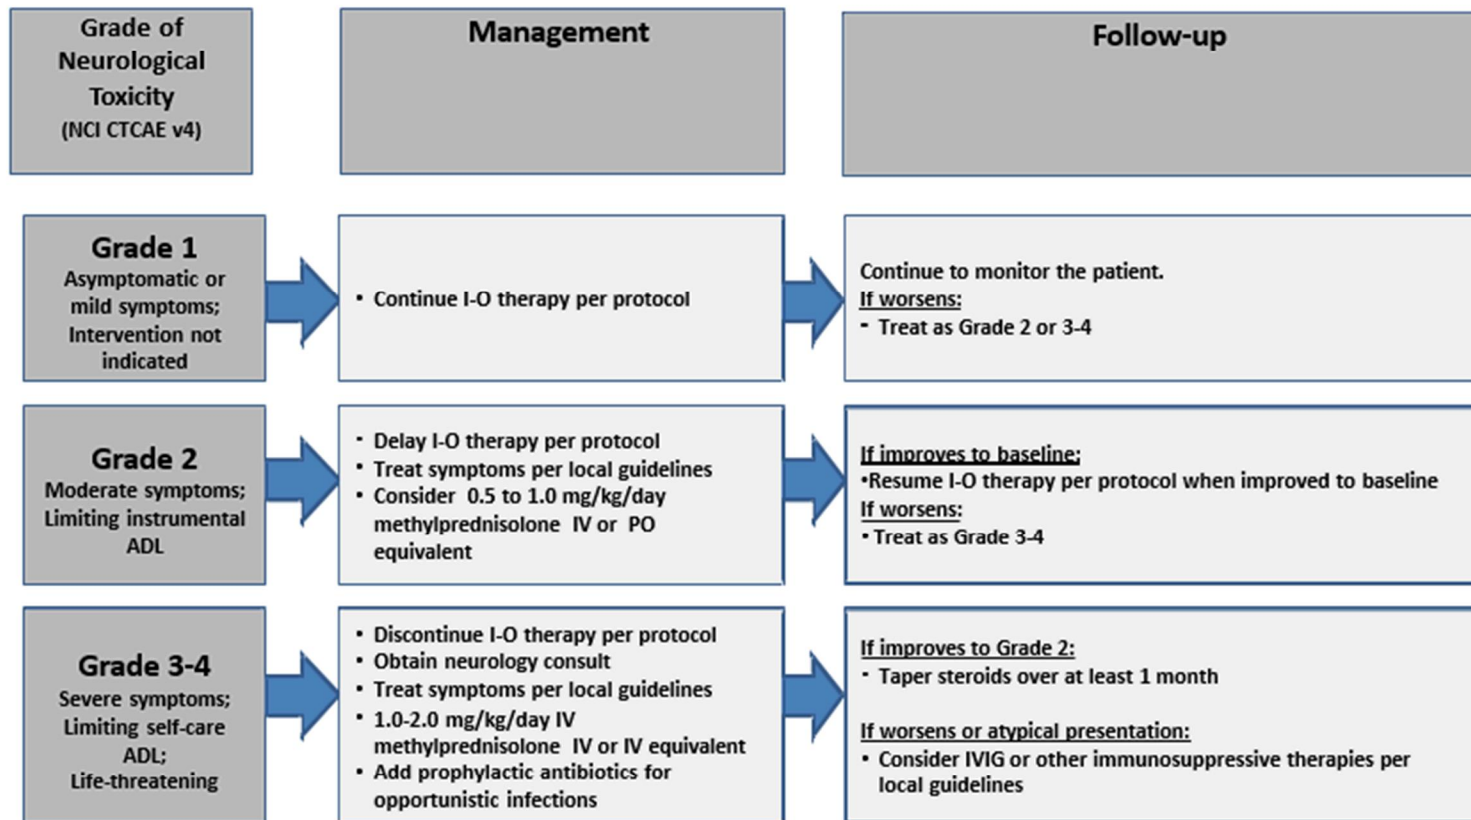 Grade of
Neurological
Toxicity
(NCI CTCAE v4)
Management
Follow-up
Grade 1
Asymptomatic or
mild symptoms;
Intervention not
indicated
• Continue I-O therapy per protocol
Continue to monitor the patient.
If worsens:
- Treat as Grade 2 or 3-4
Grade 2
Moderate symptoms;
Limiting instrumental
ADL
• Delay I-O therapy per protocol
• Treat symptoms per local guidelines
• Consider 0.5 to 1.0 mg/kg/day
methylprednisolone IV or PO
equivalent
If improves to baseline:
•Resume I-O therapy per protocol when improved to baseline
If worsens:
• Treat as Grade 3-4
Grade 3-4
Severe symptoms;
Limiting self-care
ADL;
Life-threatening
• Discontinue I-O therapy per protocol
• Obtain neurology consult
• Treat symptoms per local guidelines
• 1.0-2.0 mg/kg/day IV
methylprednisolone IV or IV equivalent
• Add prophylactic antibiotics for
opportunistic infections
If improves to Grade 2:
• Taper steroids over at least 1 month
If worsens or atypical presentation:
• Consider IVIG or other immunosuppressive therapies per
local guidelines